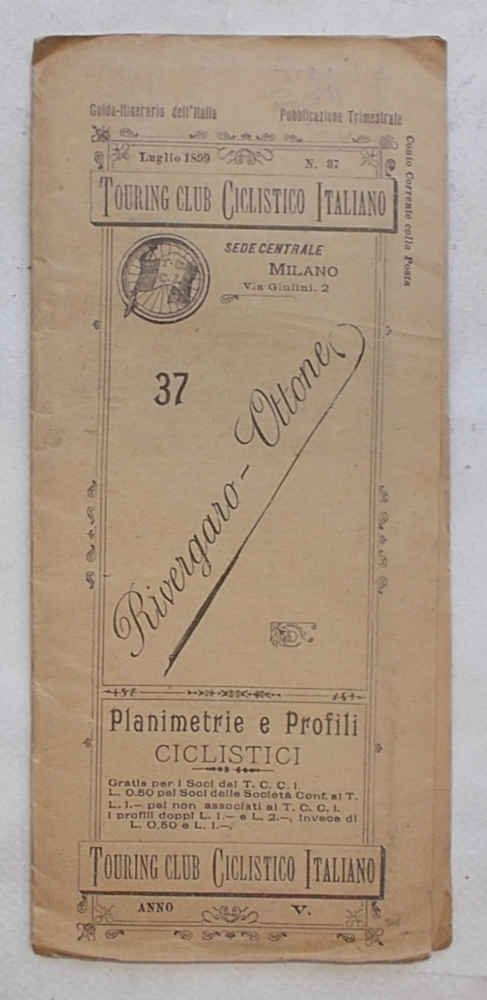 Guida-Itinerario dell'Italia Pubblicazione Trimestrale
Conto Corrente colla Posta
Luglio 1899 N. 37
TOURING CLUB CICLISTICO ITALIANO
SEDE CENTRALE
MILANO
Via Giulini, 2
T. C.
C. I.
37
Rivergaro - Ottone
Planimetrie e Profili
CICLISTICI
Gratis per i Soci del T. C. C. I.
L. 0.50 pei Soci delle Società Conf. al T.
L. 1.— pei non associati al T. C. C. I.
I profili doppi L. 1.— e L. 2.—, invece di
L. 0,50 e L. 1.—.
TOURING CLUB CICLISTICO ITALIANO
ANNO V.